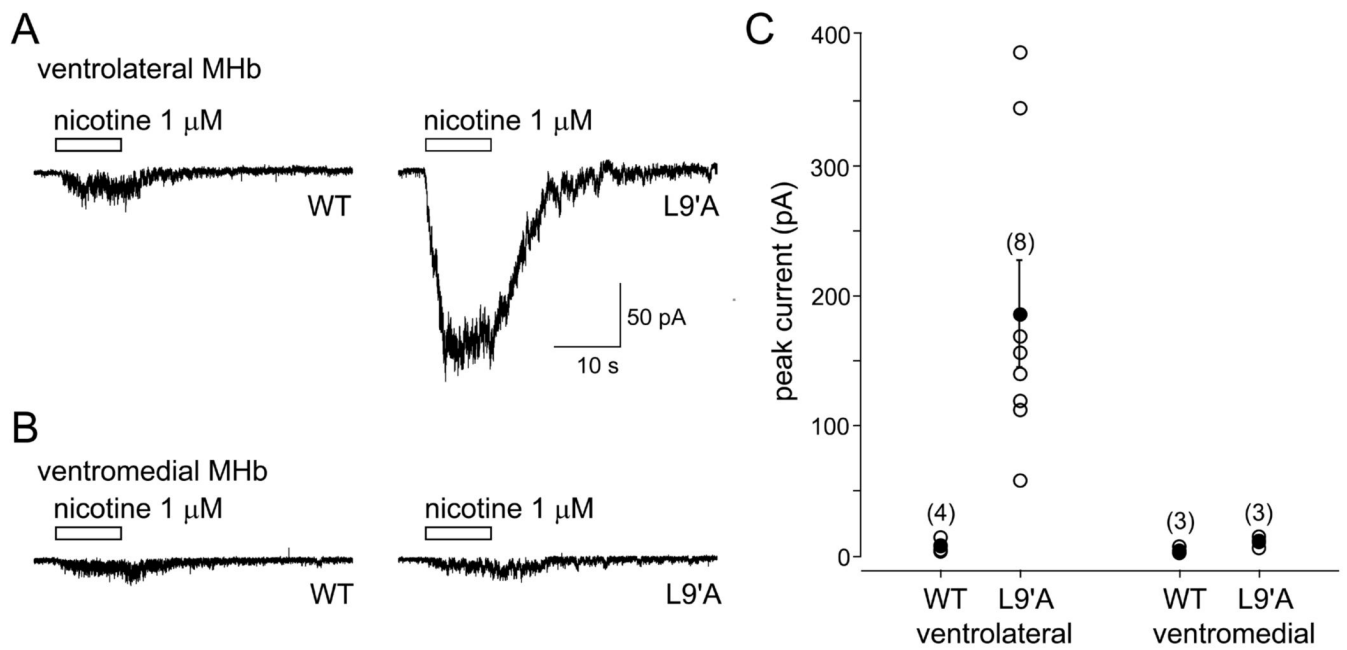 A
ventrolateral MHb
nicotine 1 μM
WT
nicotine 1 μM
L9'A
50 pA
10 s
B
ventromedial MHb
nicotine 1 μM
WT
nicotine 1 μM
L9'A
C
peak current (pA)
400
300
200
100
0
(4)
(8)
(3)
(3)
WT L9'A WT L9'A
ventrolateral ventromedial